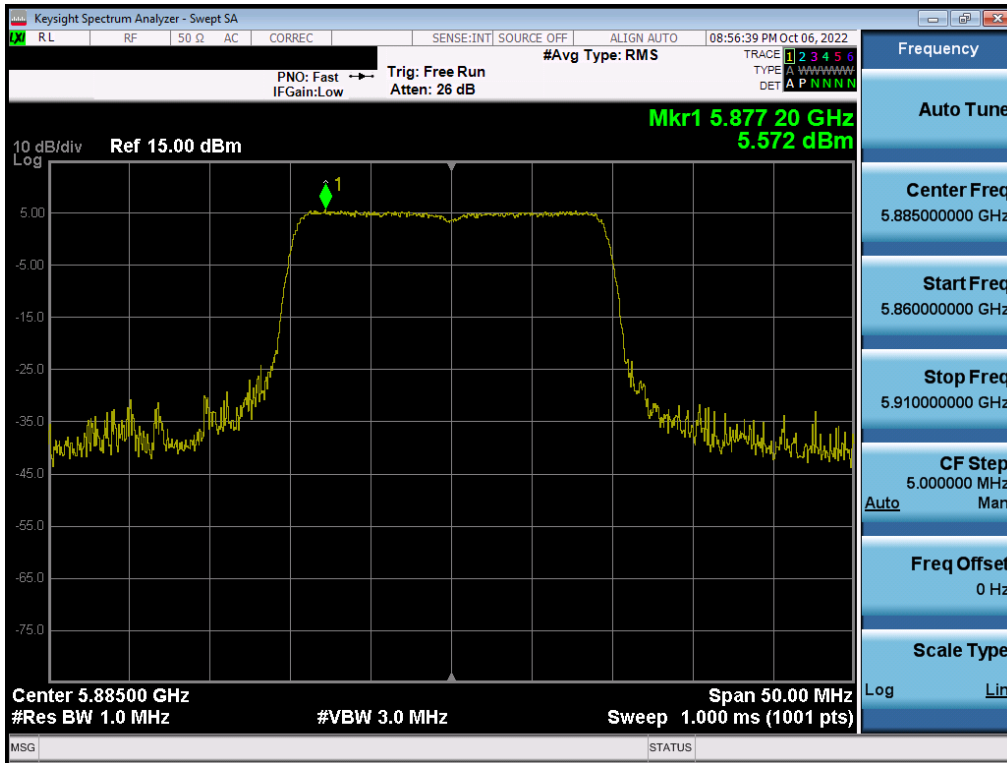 Keysight Spectrum Analyzer - Swept SA
LXI RL RF 50 Ω AC CORREC SENSE:INT SOURCE OFF ALIGN AUTO 08:56:39 PM Oct 06, 2022
#Avg Type: RMS
TRACE 1 2 3 4 5 6
TYPE A WWWWW
DET A P N N N N
PNO: Fast
IFGain:Low
Trig: Free Run
Atten: 26 dB
Mkr1 5.877 20 GHz
5.572 dBm
10 dB/div
Log
Ref 15.00 dBm
1
5.00
-5.00
-15.0
-25.0
-35.0
-45.0
-55.0
-65.0
-75.0
Center 5.88500 GHz
Span 50.00 MHz
#Res BW 1.0 MHz
#VBW 3.0 MHz
Sweep 1.000 ms (1001 pts)
MSG
STATUS
Frequency
Auto Tune
Center Freq
5.885000000 GHz
Start Freq
5.860000000 GHz
Stop Freq
5.910000000 GHz
CF Step
5.000000 MHz
Auto Man
Freq Offset
0 Hz
Scale Type
Log Lin